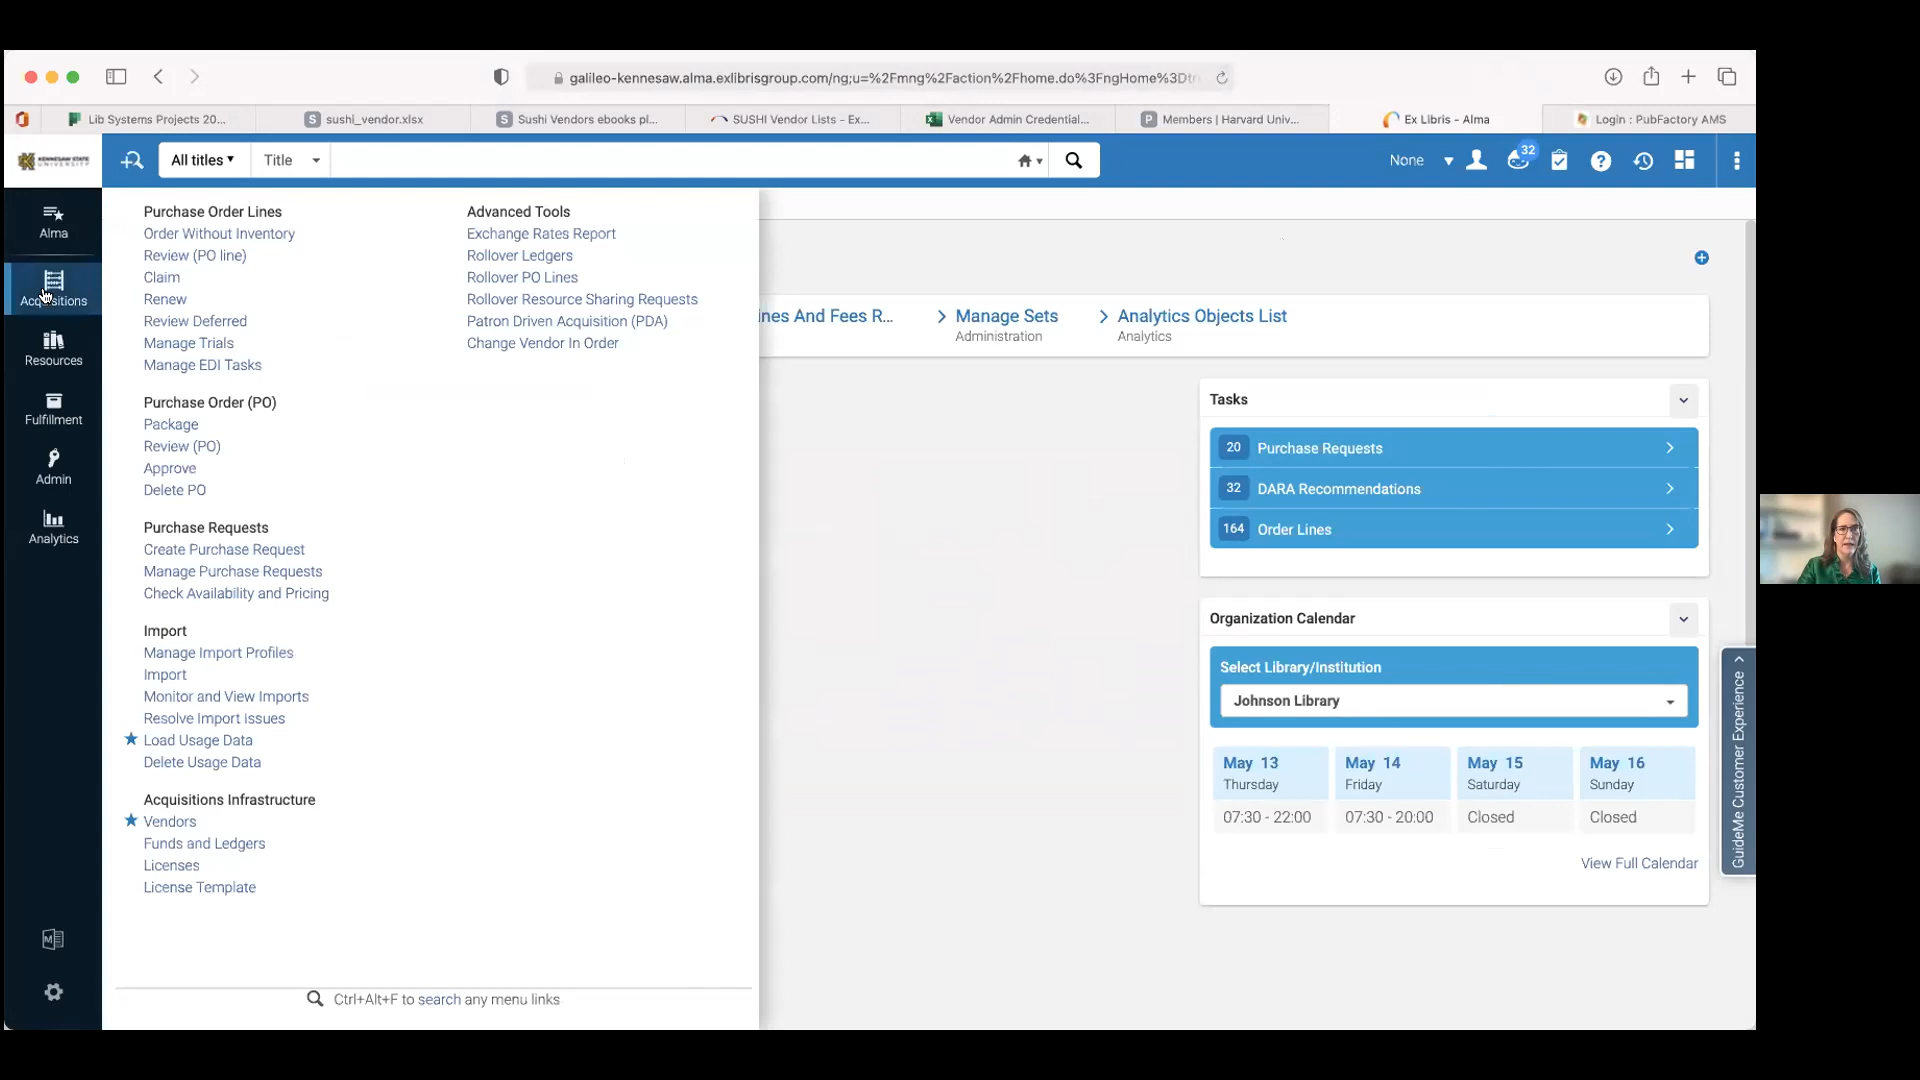 galileo-kennesaw.alma.exlibrisgroup.com/ng;u=%2Fmng%2Faction%2Fhome.do%3FngHome%3Dtr
Lib Systems Projects 20...
S sushi_vendor.xlsx
S Sushi Vendors ebooks pl...
SUSHI Vendor Lists - Ex...
Vendor Admin Credential...
P Members | Harvard Univ...
Ex Libris - Alma
Login : PubFactory AMS
KENNESAW STATE
UNIVERSITY
All titles
Title
None
32
Alma
Acquisitions
Resources
Fulfillment
Admin
Analytics
Purchase Order Lines
Order Without Inventory
Review (PO line)
Claim
Renew
Review Deferred
Manage Trials
Manage EDI Tasks
Purchase Order (PO)
Package
Review (PO)
Approve
Delete PO
Purchase Requests
Create Purchase Request
Manage Purchase Requests
Check Availability and Pricing
Import
Manage Import Profiles
Import
Monitor and View Imports
Resolve Import issues
Load Usage Data
Delete Usage Data
Acquisitions Infrastructure
Vendors
Funds and Ledgers
Licenses
License Template
Advanced Tools
Exchange Rates Report
Rollover Ledgers
Rollover PO Lines
Rollover Resource Sharing Requests
Patron Driven Acquisition (PDA)
Change Vendor In Order
Ctrl+Alt+F to search any menu links
ines And Fees R...
Manage Sets
Administration
Analytics Objects List
Analytics
Tasks
20 Purchase Requests
32 DARA Recommendations
164 Order Lines
Organization Calendar
Select Library/Institution
Johnson Library
May 13
Thursday
07:30 - 22:00
May 14
Friday
07:30 - 20:00
May 15
Saturday
Closed
May 16
Sunday
Closed
View Full Calendar
GuideMe Customer Experience